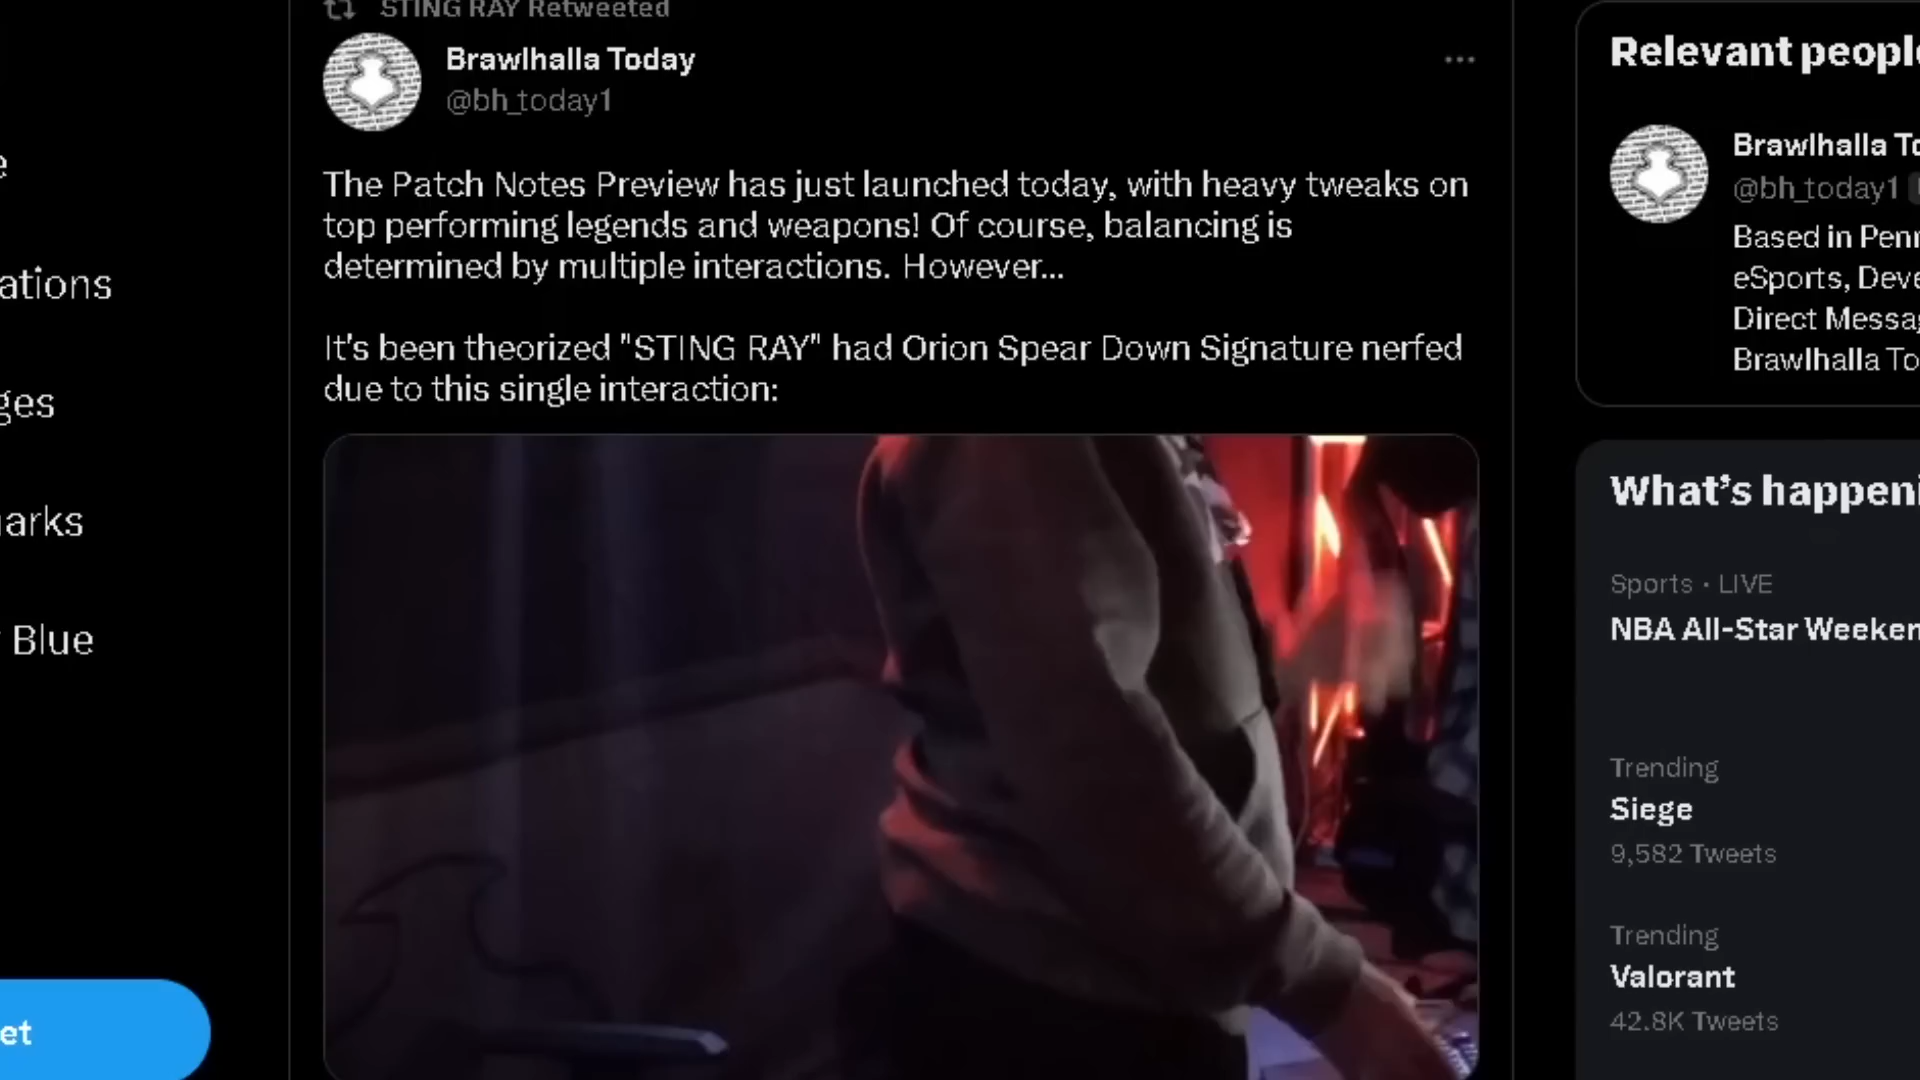 STING RAY Retweeted
Brawlhalla Today
@bh_today1
The Patch Notes Preview has just launched today, with heavy tweaks on
top performing legends and weapons! Of course, balancing is
determined by multiple interactions. However...
It's been theorized "STING RAY" had Orion Spear Down Signature nerfed
due to this single interaction:
e
ations
ges
arks
Blue
et
Relevant people
Brawlhalla To
@bh_today1
Based in Penn
eSports, Deve
Direct Messag
Brawlhalla To
What's happeni
Sports · LIVE
NBA All-Star Weeken
Trending
Siege
9,582 Tweets
Trending
Valorant
42.8K Tweets